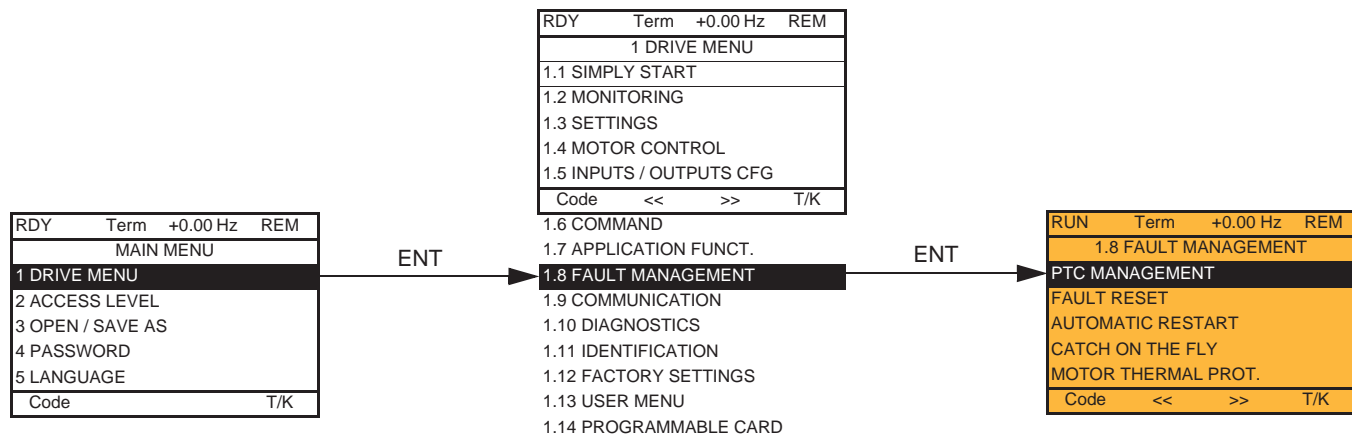 RDY Term +0.00 Hz REM
MAIN MENU
1 DRIVE MENU
2 ACCESS LEVEL
3 OPEN / SAVE AS
4 PASSWORD
5 LANGUAGE
Code T/K
ENT
RDY Term +0.00 Hz REM
1 DRIVE MENU
1.1 SIMPLY START
1.2 MONITORING
1.3 SETTINGS
1.4 MOTOR CONTROL
1.5 INPUTS / OUTPUTS CFG
Code << >> T/K
1.6 COMMAND
1.7 APPLICATION FUNCT.
1.8 FAULT MANAGEMENT
1.9 COMMUNICATION
1.10 DIAGNOSTICS
1.11 IDENTIFICATION
1.12 FACTORY SETTINGS
1.13 USER MENU
1.14 PROGRAMMABLE CARD
ENT
RUN Term +0.00 Hz REM
1.8 FAULT MANAGEMENT
PTC MANAGEMENT
FAULT RESET
AUTOMATIC RESTART
CATCH ON THE FLY
MOTOR THERMAL PROT.
Code << >> T/K